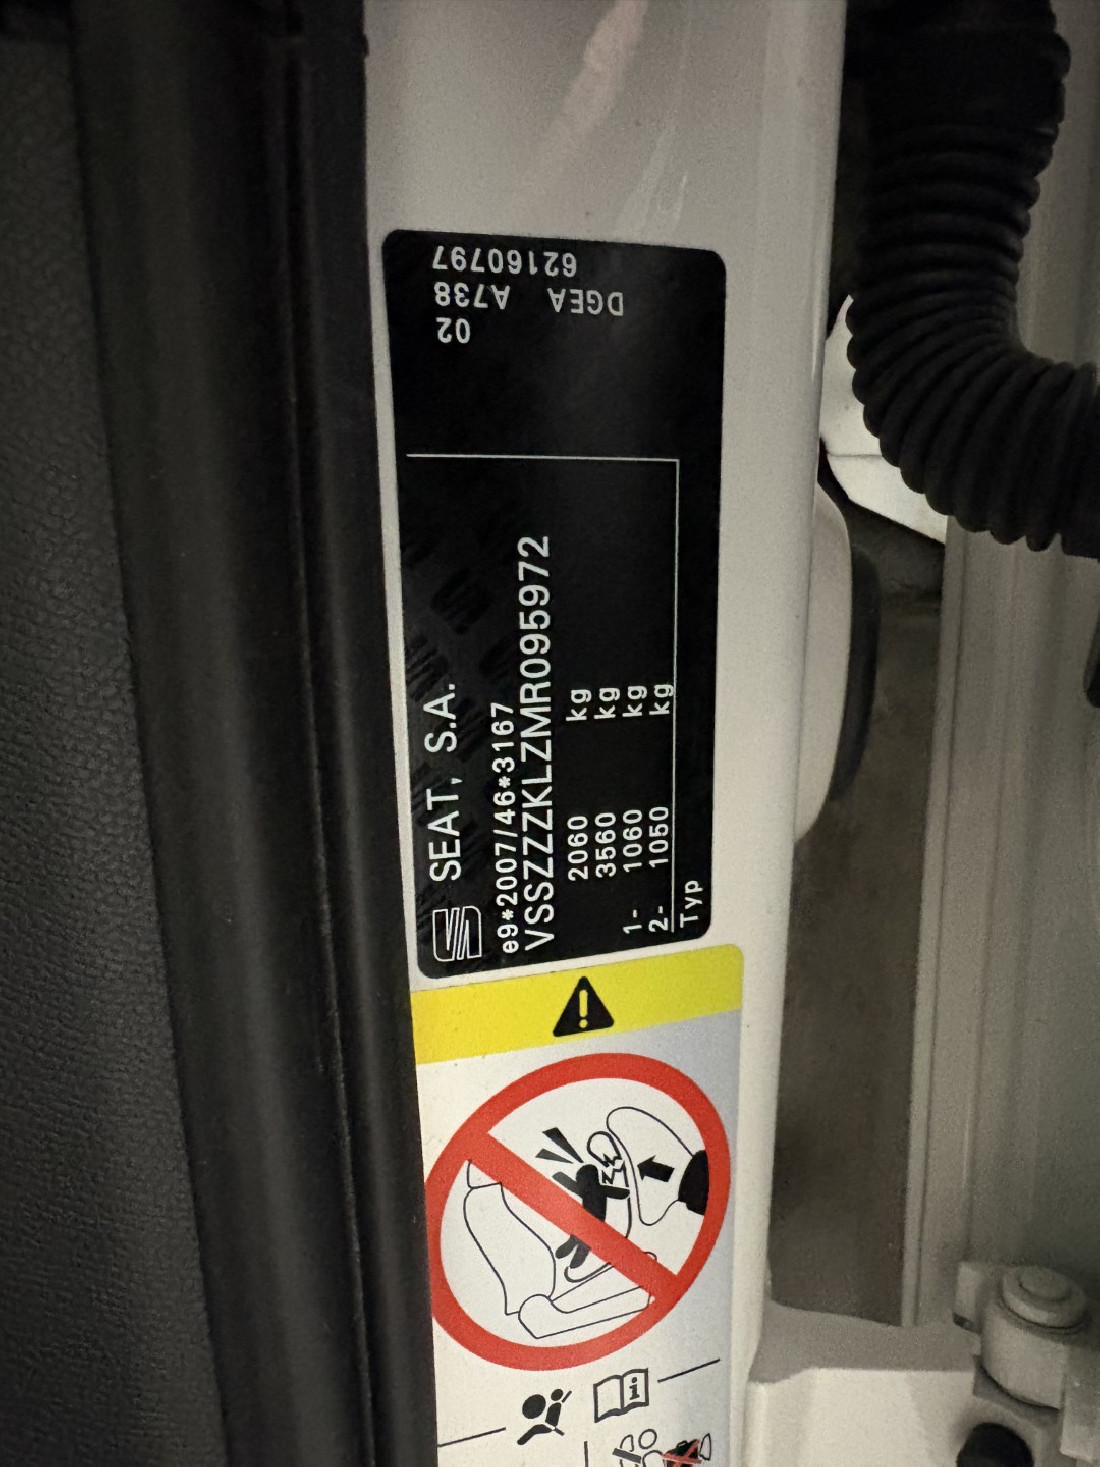 SEAT, S.A.
e9*2007/46*3167
VSSZZZKLZMR095972
2060 kg
3560 kg
1- 1060 kg
2- 1050 kg
Typ
62160797
DGEA A738
02